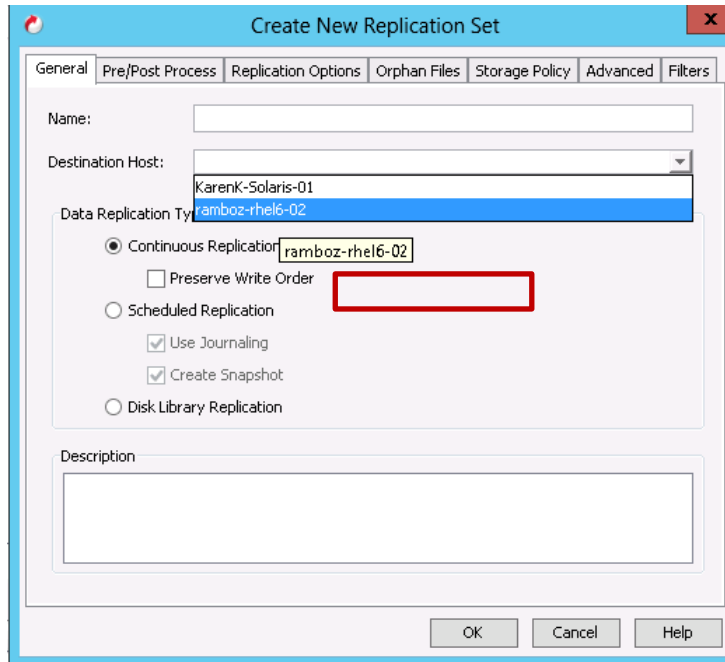 Create New Replication Set
x
General Pre/Post Process Replication Options Orphan Files Storage Policy Advanced Filters
Name:
Destination Host:
KarenK-Solaris-01
Data Replication Ty ramboz-rhel6-02
Continuous Replication ramboz-rhel6-02
Preserve Write Order
Scheduled Replication
Use Journaling
Create Snapshot
Disk Library Replication
Description
OK Cancel Help